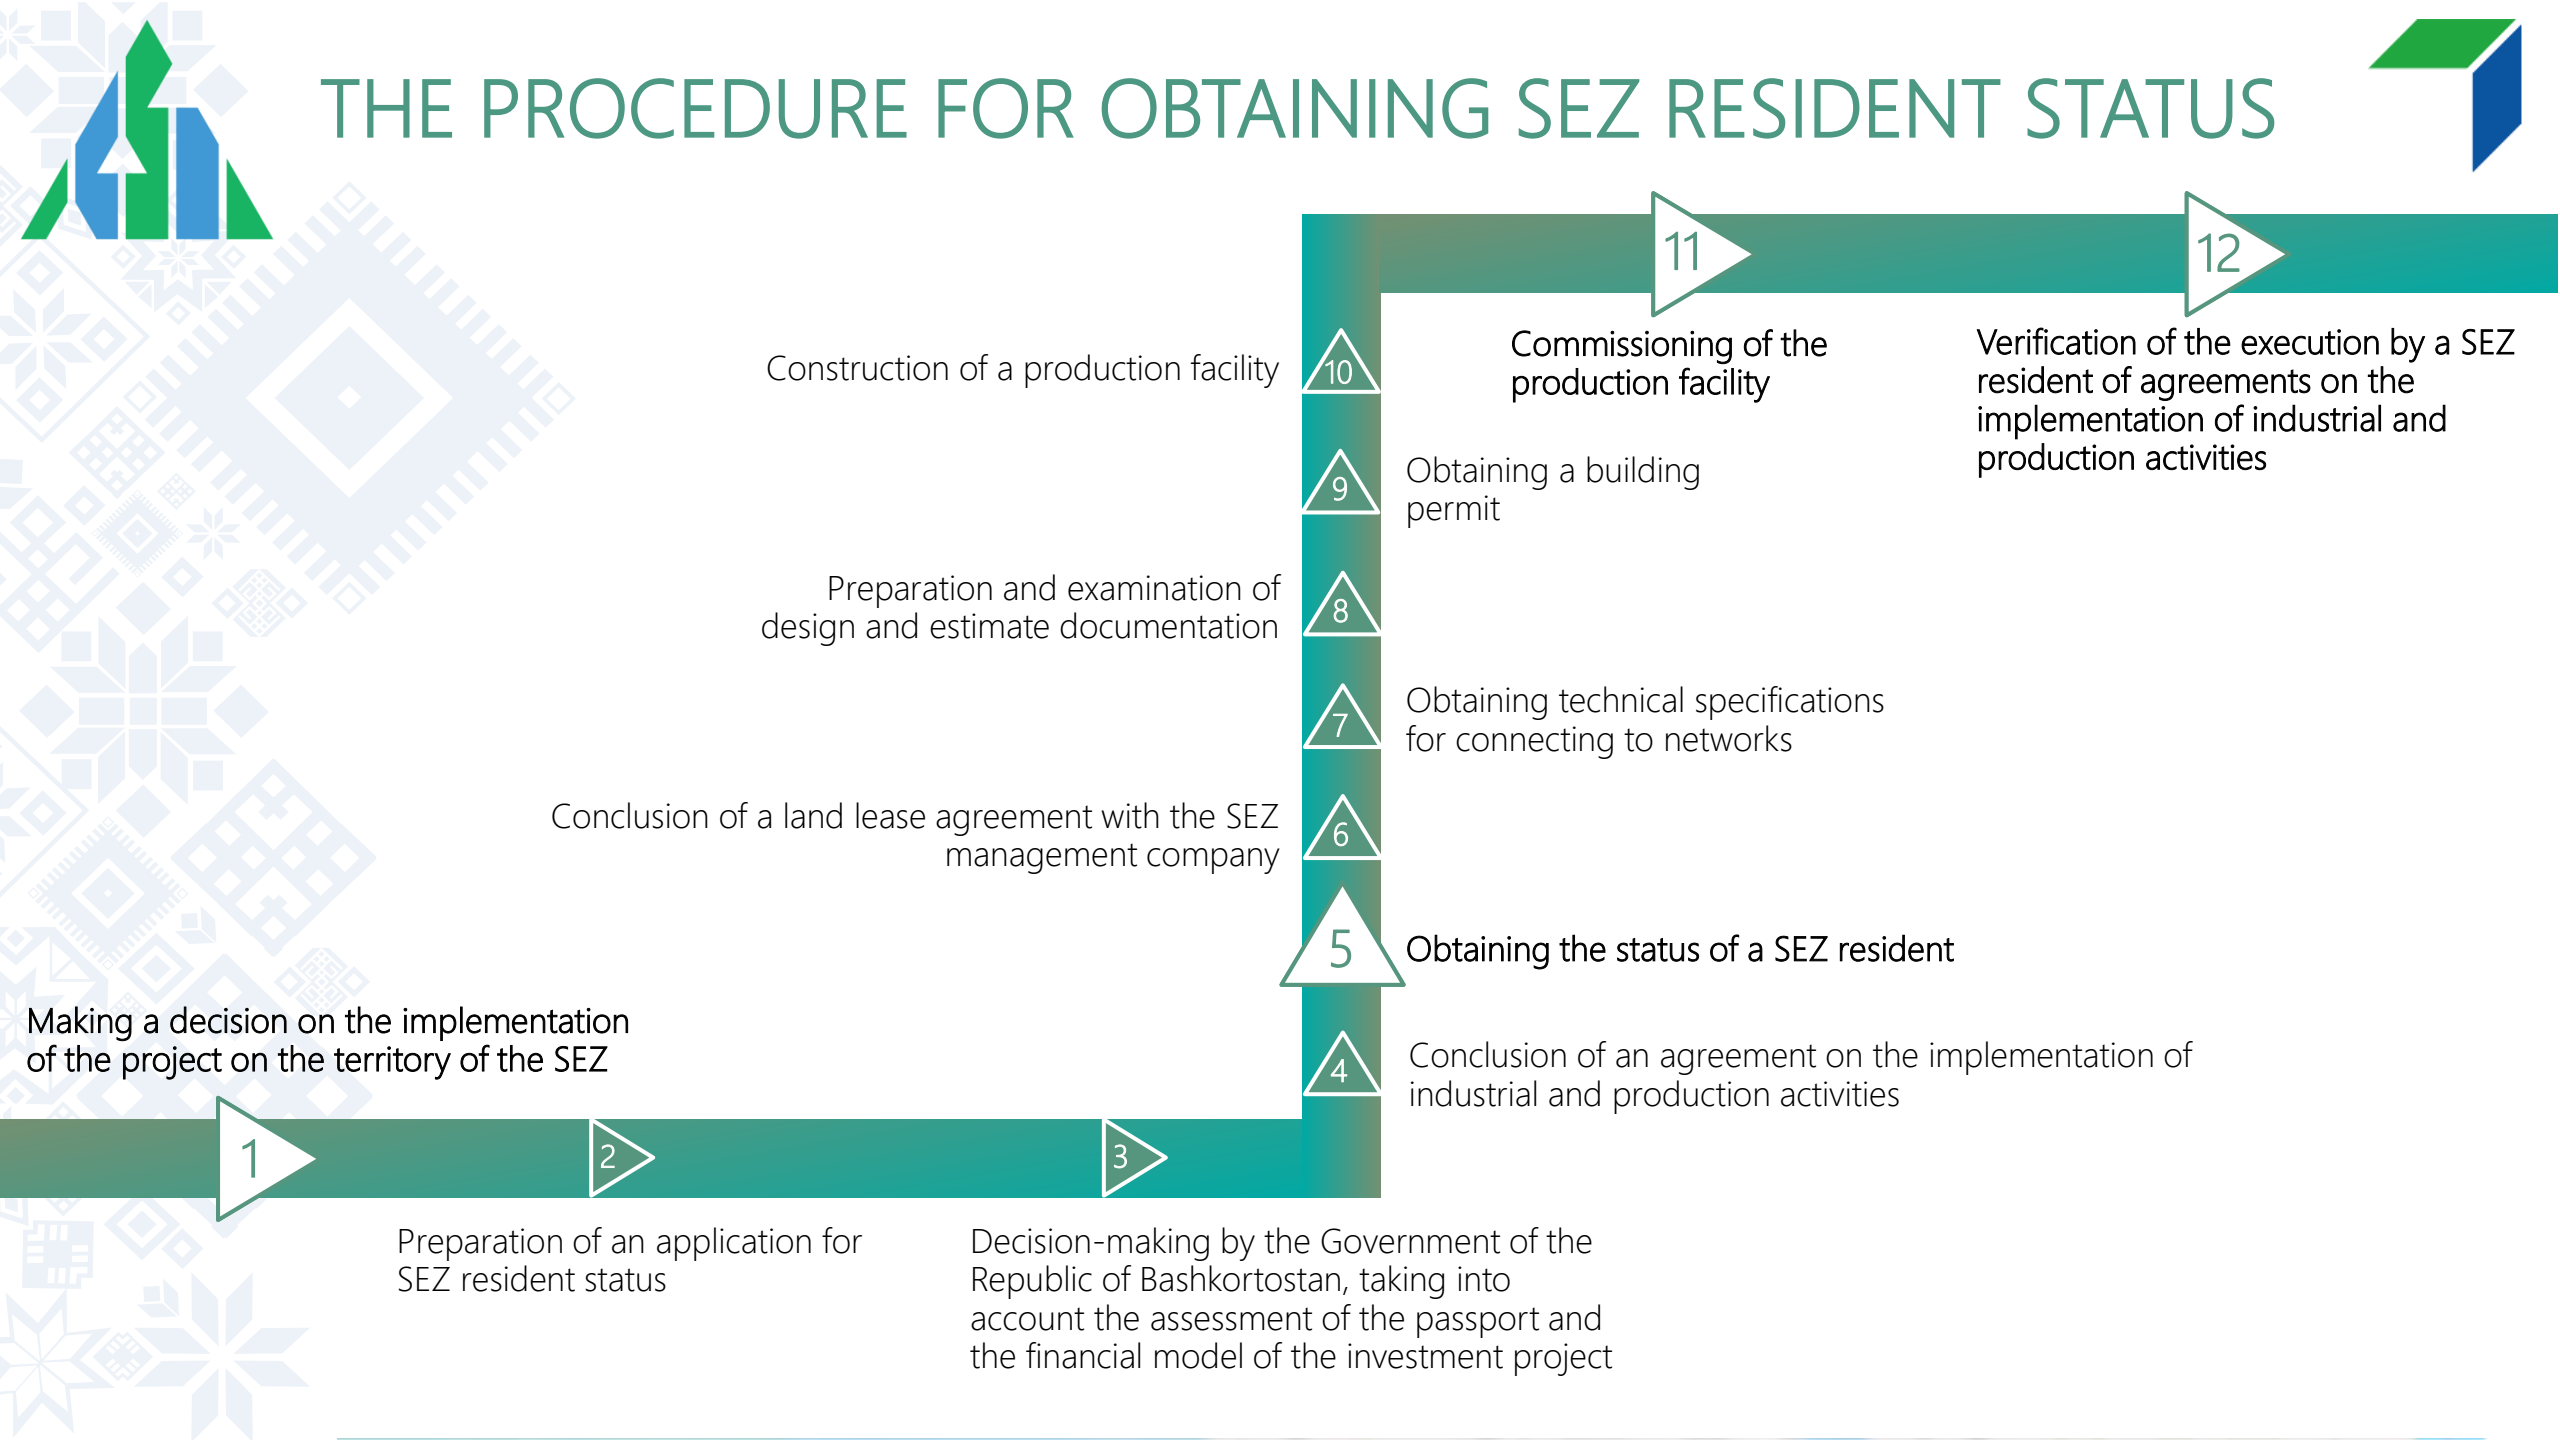 THE PROCEDURE FOR OBTAINING SEZ RESIDENT STATUS
11
12
Commissioning of the
production facility
Verification of the execution by a SEZ
resident of agreements on the
implementation of industrial and
production activities
Construction of a production facility
10
9
Obtaining a building
permit
Preparation and examination of
design and estimate documentation
8
7
Obtaining technical specifications
for connecting to networks
Conclusion of a land lease agreement with the SEZ
management company
6
5
Obtaining the status of a SEZ resident
Making a decision on the implementation
of the project on the territory of the SEZ
4
Conclusion of an agreement on the implementation of
industrial and production activities
1
2
3
Preparation of an application for
SEZ resident status
Decision-making by the Government of the
Republic of Bashkortostan, taking into
account the assessment of the passport and
the financial model of the investment project